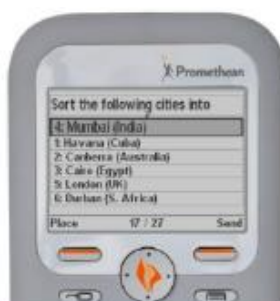 Promethean
Sort the following cities into
4: Mumbai (India)
1: Havana (Cuba)
2: Canberra (Australia)
3: Cairo (Egypt)
5: London (UK)
6: Durban (S. Africa)
Place 17 / 27 Send